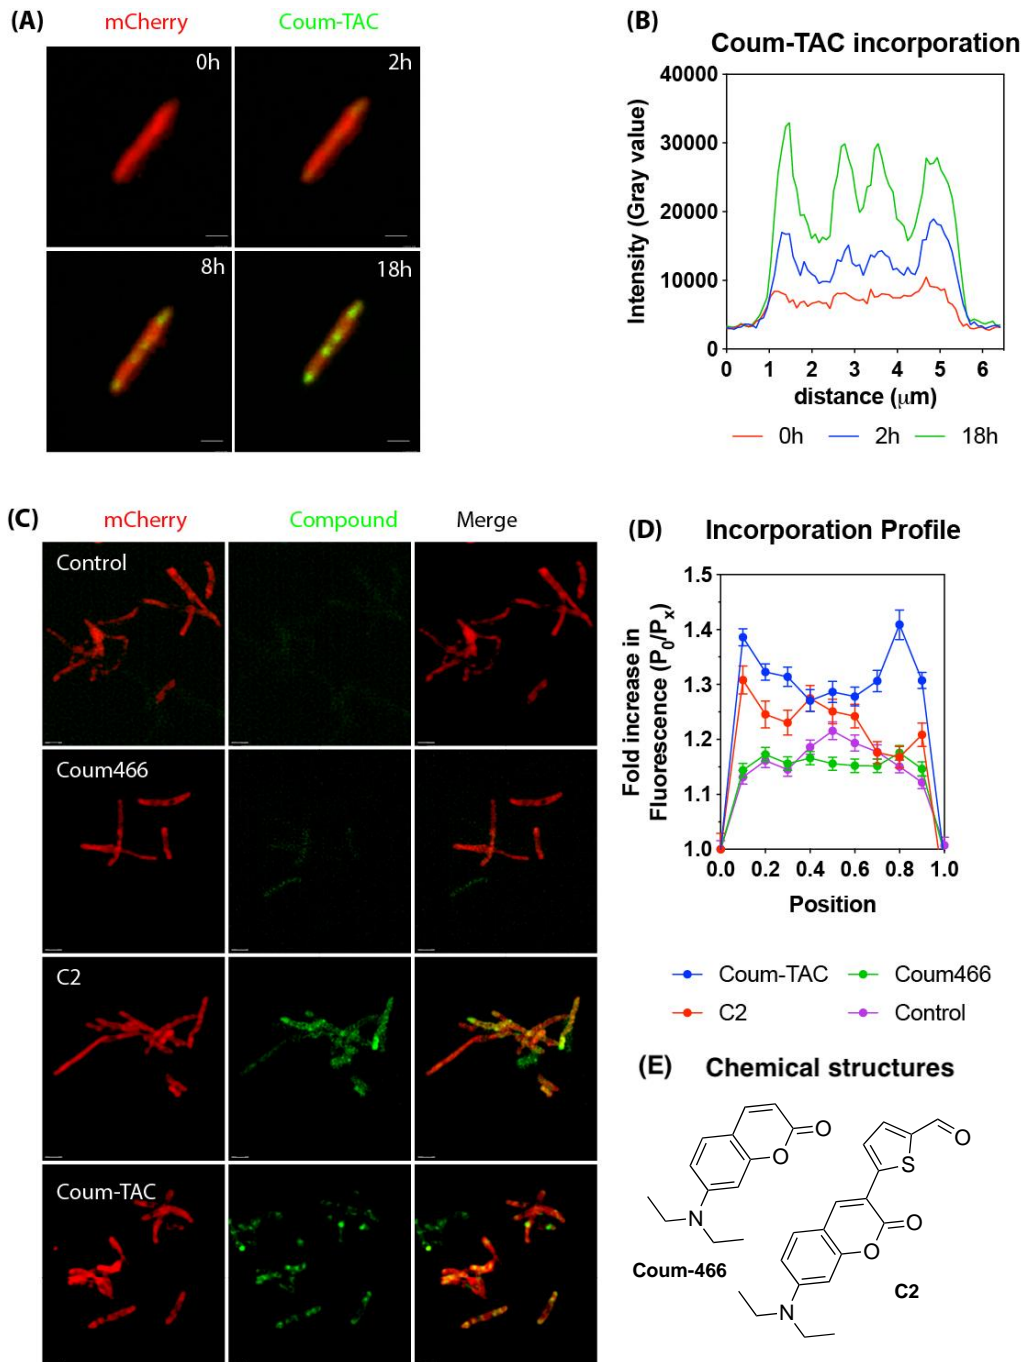 (A)
mCherry Coum-TAC
0h 2h
8h 18h
(B)
Coum-TAC incorporation
Intensity (Gray value)
40000
30000
20000
10000
0
0 1 2 3 4 5 6
distance (μm)
0h 2h 18h
(C)
mCherry Compound Merge
Control
Coum466
C2
Coum-TAC
(D) Incorporation Profile
Fold increase in
Fluorescence (P0/Px)
1.5
1.4
1.3
1.2
1.1
1.0
0.0 0.2 0.4 0.6 0.8 1.0
Position
Coum-TAC Coum466
C2 Control
(E) Chemical structures
O
O
N
Coum-466
S
O
O
O
N
C2